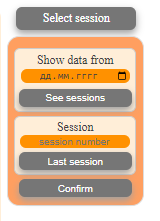 Select session
Show data from
дд.мм.гггг
See sessions
Session
session number
Last session
Confirm